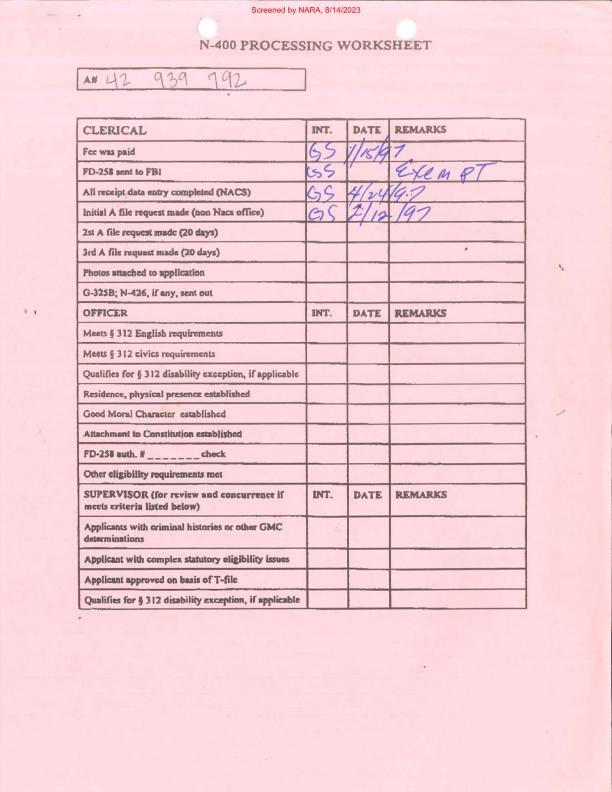 Screened by NARA, 8/14/2023
N-400 PROCESSING WORKSHEET
A# 42 939 792
CLERICAL INT. DATE REMARKS
Fee was paid GS 1/15/97
FD-258 sent to FBI GS Exempt
All receipt data entry completed (NACS) GS 4/24/97
Initial A file request made (non Nacs office) GS 2/12/97
2st A file request made (20 days)
3rd A file request made (20 days)
Photos attached to application
G-325B; N-426, if any, sent out
OFFICER INT. DATE REMARKS
Meets § 312 English requirements
Meets § 312 civics requirements
Qualifies for § 312 disability exception, if applicable
Residence, physical presence established
Good Moral Character established
Attachment to Constitution established
FD-258 auth. # _ _ _ _ _ _ _ check
Other eligibility requirements met
SUPERVISOR (for review and concurrence if INT. DATE REMARKS
meets criteria listed below)
Applicants with criminal histories or other GMC
determinations
Applicant with complex statutory eligibility issues
Applicant approved on basis of T-file
Qualifies for § 312 disability exception, if applicable